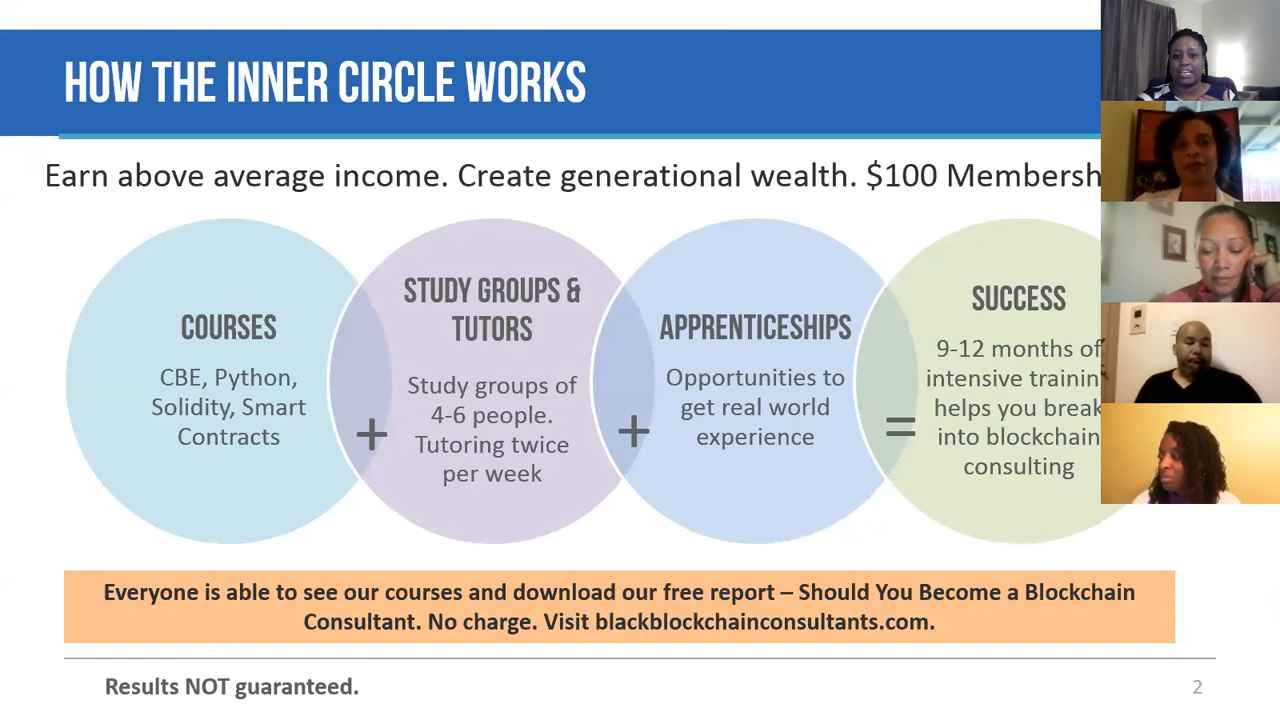 HOW THE INNER CIRCLE WORKS
Earn above average income. Create generational wealth. $100 Membersh
COURSES
CBE, Python,
Solidity, Smart
Contracts
+
STUDY GROUPS &
TUTORS
Study groups of
4-6 people.
Tutoring twice
per week
+
APPRENTICESHIPS
Opportunities to
get real world
experience
=
SUCCESS
9-12 months of
intensive trainin
helps you break
into blockchain
consulting
Everyone is able to see our courses and download our free report – Should You Become a Blockchain
Consultant. No charge. Visit blackblockchainconsultants.com.
Results NOT guaranteed.
2